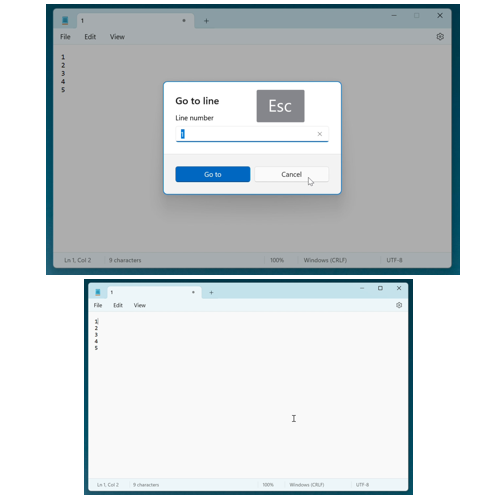 1
File Edit View
1
2
3
4
5
Go to line
Esc
Line number
1
Go to Cancel
Ln 1, Col 2 9 characters 100% Windows (CRLF) UTF-8
1
File Edit View
1
2
3
4
5
Ln 1, Col 2 9 characters 100% Windows (CRLF) UTF-8